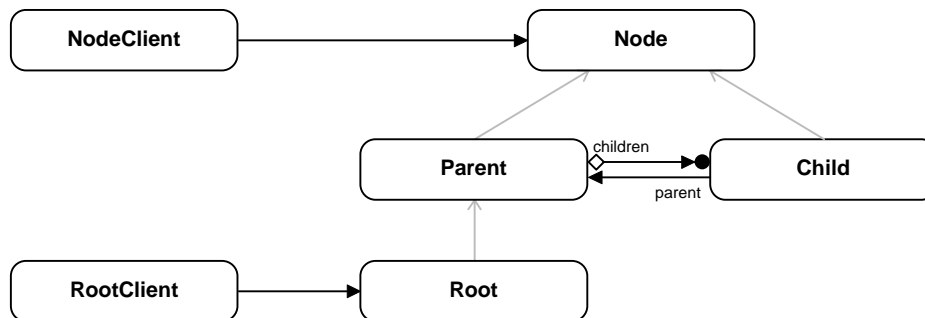 NodeClient
Node
children
Parent
Child
parent
RootClient
Root